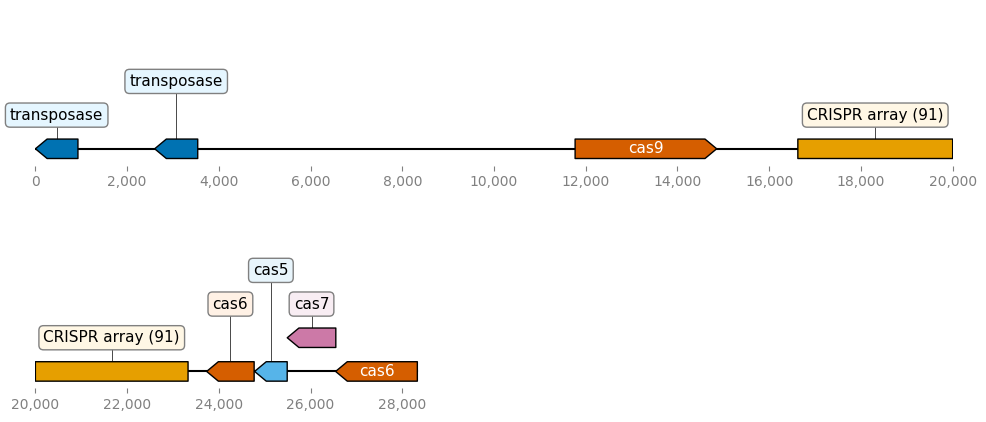 transposase
transposase
CRISPR array (91)
cas9
0 2,000 4,000 6,000 8,000 10,000 12,000 14,000 16,000 18,000 20,000
cas5
cas6 cas7
CRISPR array (91)
cas6
20,000 22,000 24,000 26,000 28,000